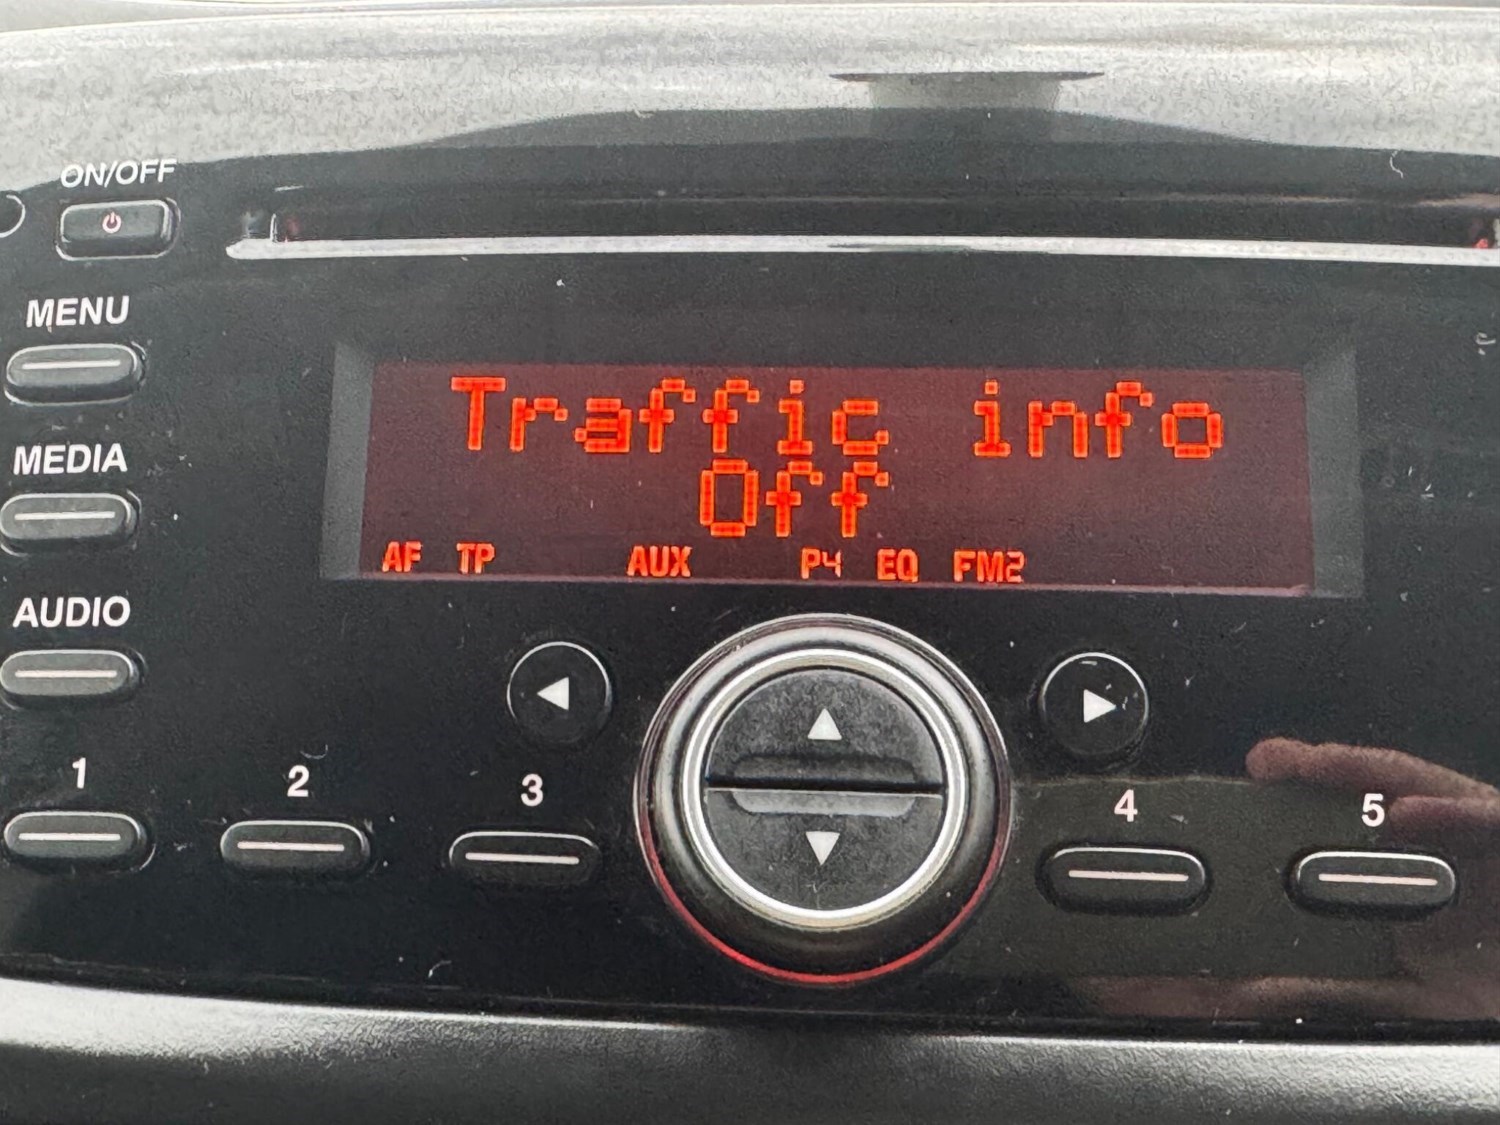 ON/OFF
MENU
MEDIA
AUDIO
Traffic info
Off
AF TP AUX P4 EQ FM2
1 2 3 4 5